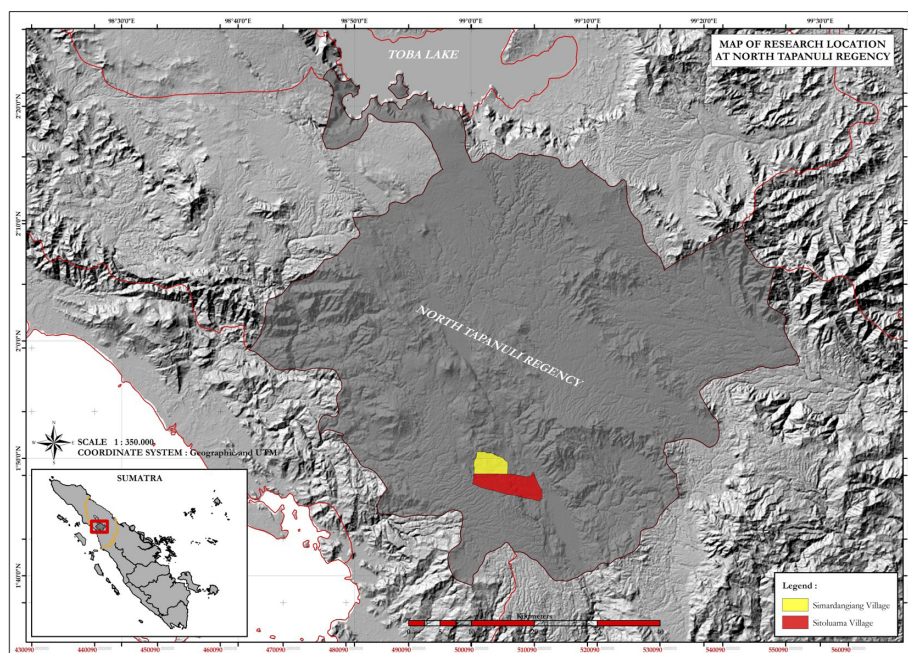 98°30'0"E 98°40'0"E 98°50'0"E 99°0'0"E 99°10'0"E 99°20'0"E 99°30'0"E
TOBA LAKE
MAP OF RESEARCH LOCATION
AT NORTH TAPANULI REGENCY
2°20'0"N
2°10'0"N
NORTH TAPANULI REGENCY
2°0'0"N
N
W E
S
SCALE 1 : 350.000
COORDINATE SYSTEM : Geographic and UTM
1°50'0"N
SUMATRA
1°40'0"N
Legend :
Simardangiang Village
Sitoluama Village
Kilometers
430090 440090 450090 460090 470090 480090 490090 500090 510090 520090 530090 540090 550090 560090 570090